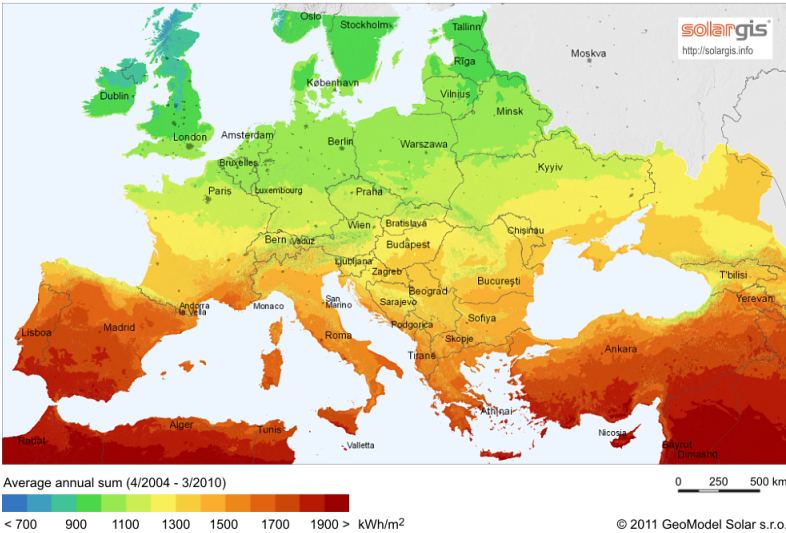 Oslo
Stockholm
Tallinn
solargis
http://solargis.info
Rīga
Moskva
København
Dublin
Vilnius
Minsk
London
Amsterdam
Berlin
Warszawa
Bruxelles
Kyyiv
Paris
Luxembourg
Praha
Wien
Bratislava
Chișinău
Bern
Vaduz
Budapest
Ljubljana
Zagreb
T'bilisi
Beograd
București
Andorra
la Vella
Monaco
San
Marino
Sarajevo
Yerevan
Lisboa
Madrid
Roma
Podgorica
Sofiya
Skopje
Tiranë
Ankara
Athínai
Alger
Tunis
Rabat
Valletta
Nicosia
Bayrut
Dimashq
Average annual sum (4/2004 - 3/2010)
0 250 500 km
< 700 900 1100 1300 1500 1700 1900 > kWh/m2
© 2011 GeoModel Solar s.r.o.